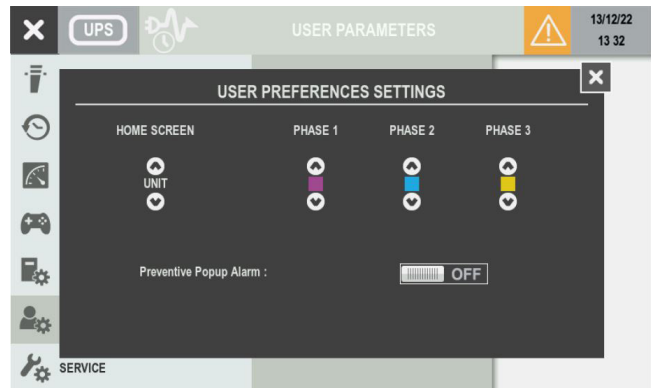 UPS
USER PARAMETERS
13/12/22
13 32
USER PREFERENCES SETTINGS
HOME SCREEN
PHASE 1
PHASE 2
PHASE 3
UNIT
Preventive Popup Alarm :
OFF
SERVICE